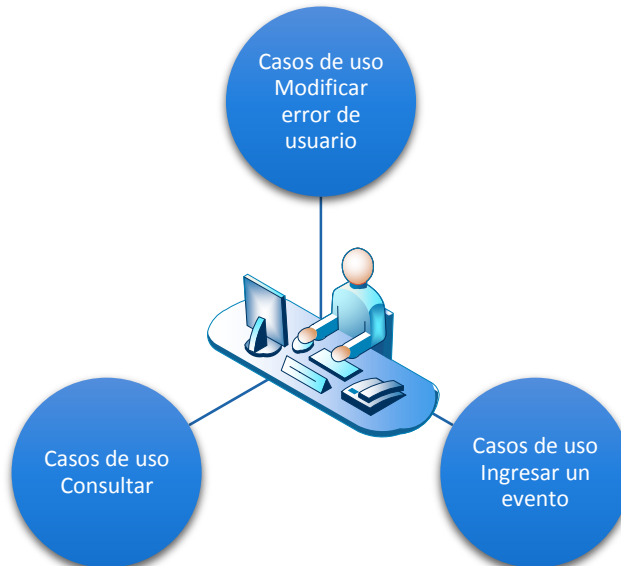 Casos de uso
Modificar
error de
usuario
Casos de uso
Consultar
Casos de uso
Ingresar un
evento